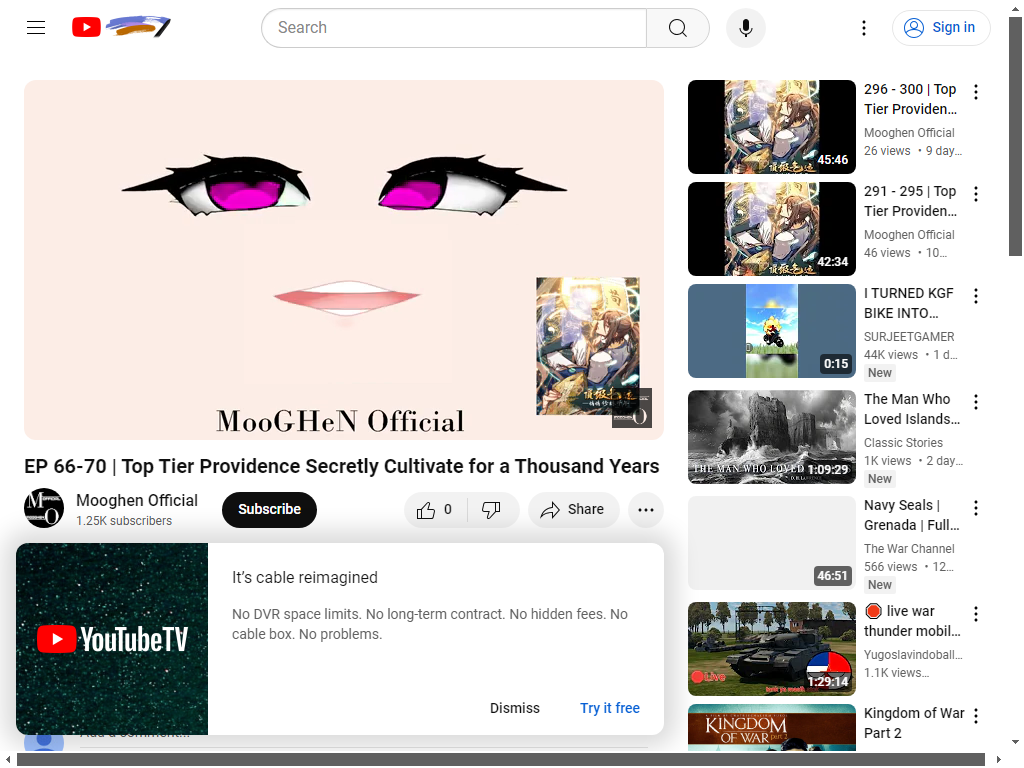 Search
Sign in
MooGHeN Official
EP 66-70 | Top Tier Providence Secretly Cultivate for a Thousand Years
Mooghen Official
1.25K subscribers
Subscribe
0
Share
YouTubeTV
It's cable reimagined
No DVR space limits. No long-term contract. No hidden fees. No
cable box. No problems.
Dismiss
Try it free
Add a comment...
296 - 300 | Top
Tier Providen...
Mooghen Official
26 views • 9 day...
45:46
291 - 295 | Top
Tier Providen...
Mooghen Official
46 views • 10...
42:34
I TURNED KGF
BIKE INTO...
SURJEETGAMER
44K views • 1 d...
New
0:15
The Man Who
Loved Islands...
Classic Stories
1K views • 2 day...
New
THE MAN WHO LOVED
1:09:29
Navy Seals |
Grenada | Full...
The War Channel
566 views • 12...
New
46:51
🔴 live war
thunder mobil...
Yugoslavindoball...
1.1K views...
Live
1:29:14
Kingdom of War
Part 2
KINGDOM
OF WAR part 2